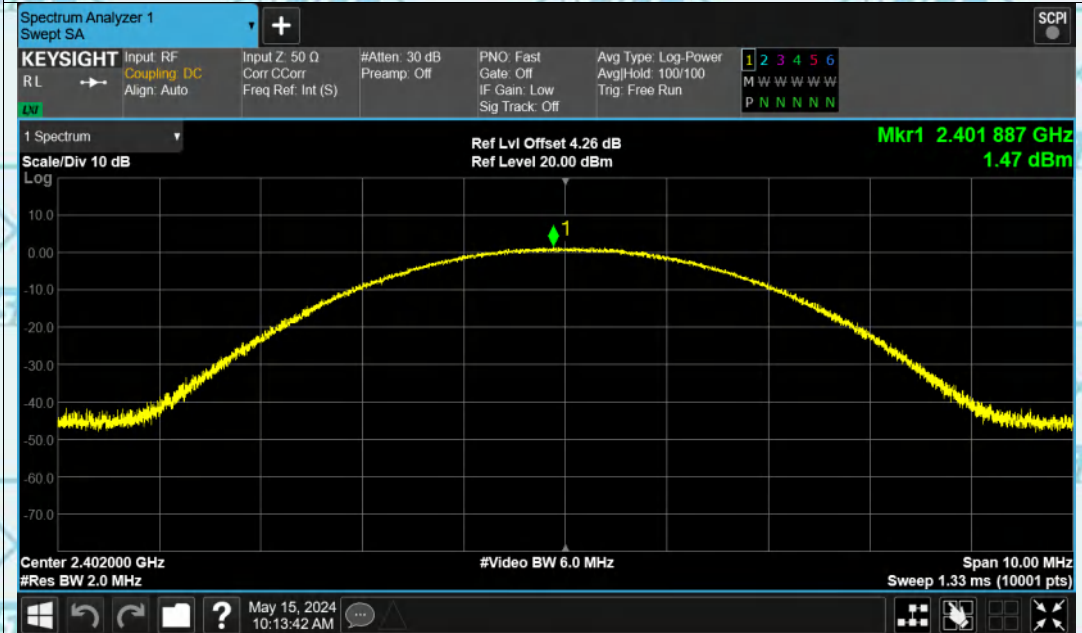 Spectrum Analyzer 1
Swept SA
+
SCPI
KEYSIGHT
RL
LXI
Input: RF
Coupling: DC
Align: Auto
Input Z: 50 Ω
Corr CCorr
Freq Ref: Int (S)
#Atten: 30 dB
Preamp: Off
PNO: Fast
Gate: Off
IF Gain: Low
Sig Track: Off
Avg Type: Log-Power
Avg|Hold: 100/100
Trig: Free Run
1 2 3 4 5 6
M W W W W W
P N N N N N
1 Spectrum
Scale/Div 10 dB
Log
Ref Lvl Offset 4.26 dB
Ref Level 20.00 dBm
Mkr1 2.401 887 GHz
1.47 dBm
1
10.0
0.00
-10.0
-20.0
-30.0
-40.0
-50.0
-60.0
-70.0
Center 2.402000 GHz
#Res BW 2.0 MHz
#Video BW 6.0 MHz
Span 10.00 MHz
Sweep 1.33 ms (10001 pts)
?
May 15, 2024
10:13:42 AM